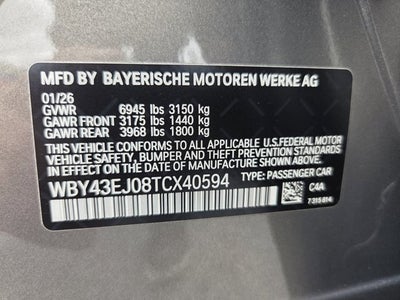 MFD BY BAYERISCHE MOTOREN WERKE AG
01/26
GVWR 6945 lbs 3150 kg
GAWR FRONT 3175 lbs 1440 kg
GAWR REAR 3968 lbs 1800 kg
THIS VEHICLE CONFORMS TO ALL APPLICABLE U.S.FEDERAL MOTOR
VEHICLE SAFETY, BUMPER, AND THEFT PREVENTION STANDARDS
IN EFFECT ON THE DATE OF MANUFACTURE SHOWN ABOVE.
WBY43EJ08TCX40594 TYPE: PASSENGER CAR
C4A
7 315 814